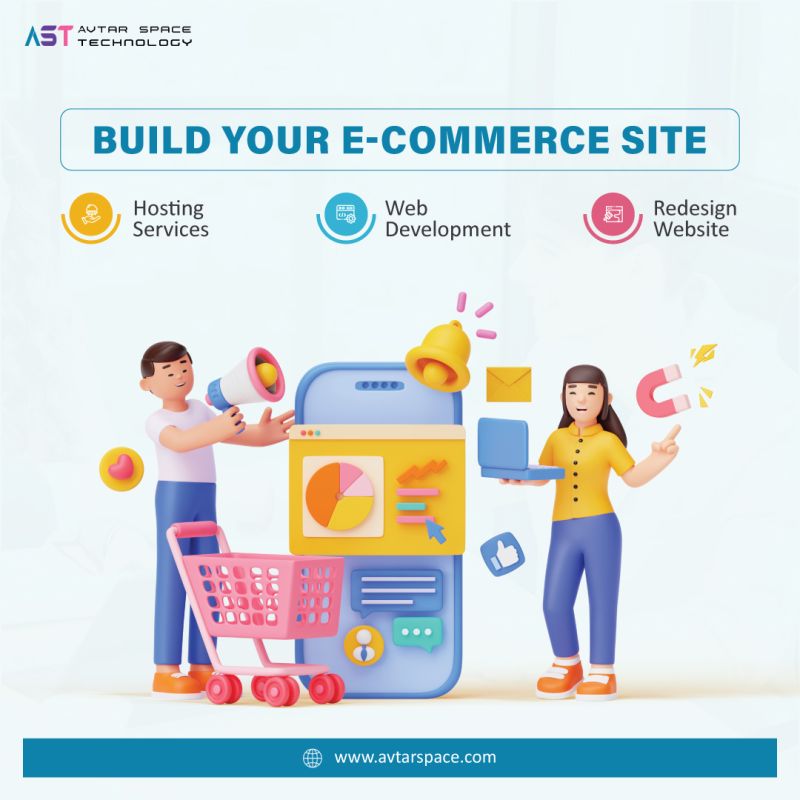 AST AVTAR SPACE
TECHNOLOGY
BUILD YOUR E-COMMERCE SITE
Hosting
Services
Web
Development
Redesign
Website
www.avtarspace.com